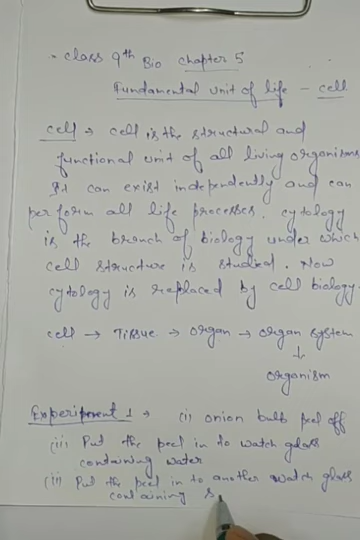 class 9th Bio chapter 5
Fundamental unit of life - cell
cell → cell is the structural and
functional unit of all living organisms
It can exist independently and can
perform all life processes. cytology
is the branch of biology under which
cell structure is studied. Now
cytology is replaced by cell biology.
cell → Tissue → organ → organ system
↓
organism
Experiment 1 → (i) onion bulb peel off
(ii) Put the peel in to watch glass
containing water
(ii) Put the peel in to another watch glass
containing s